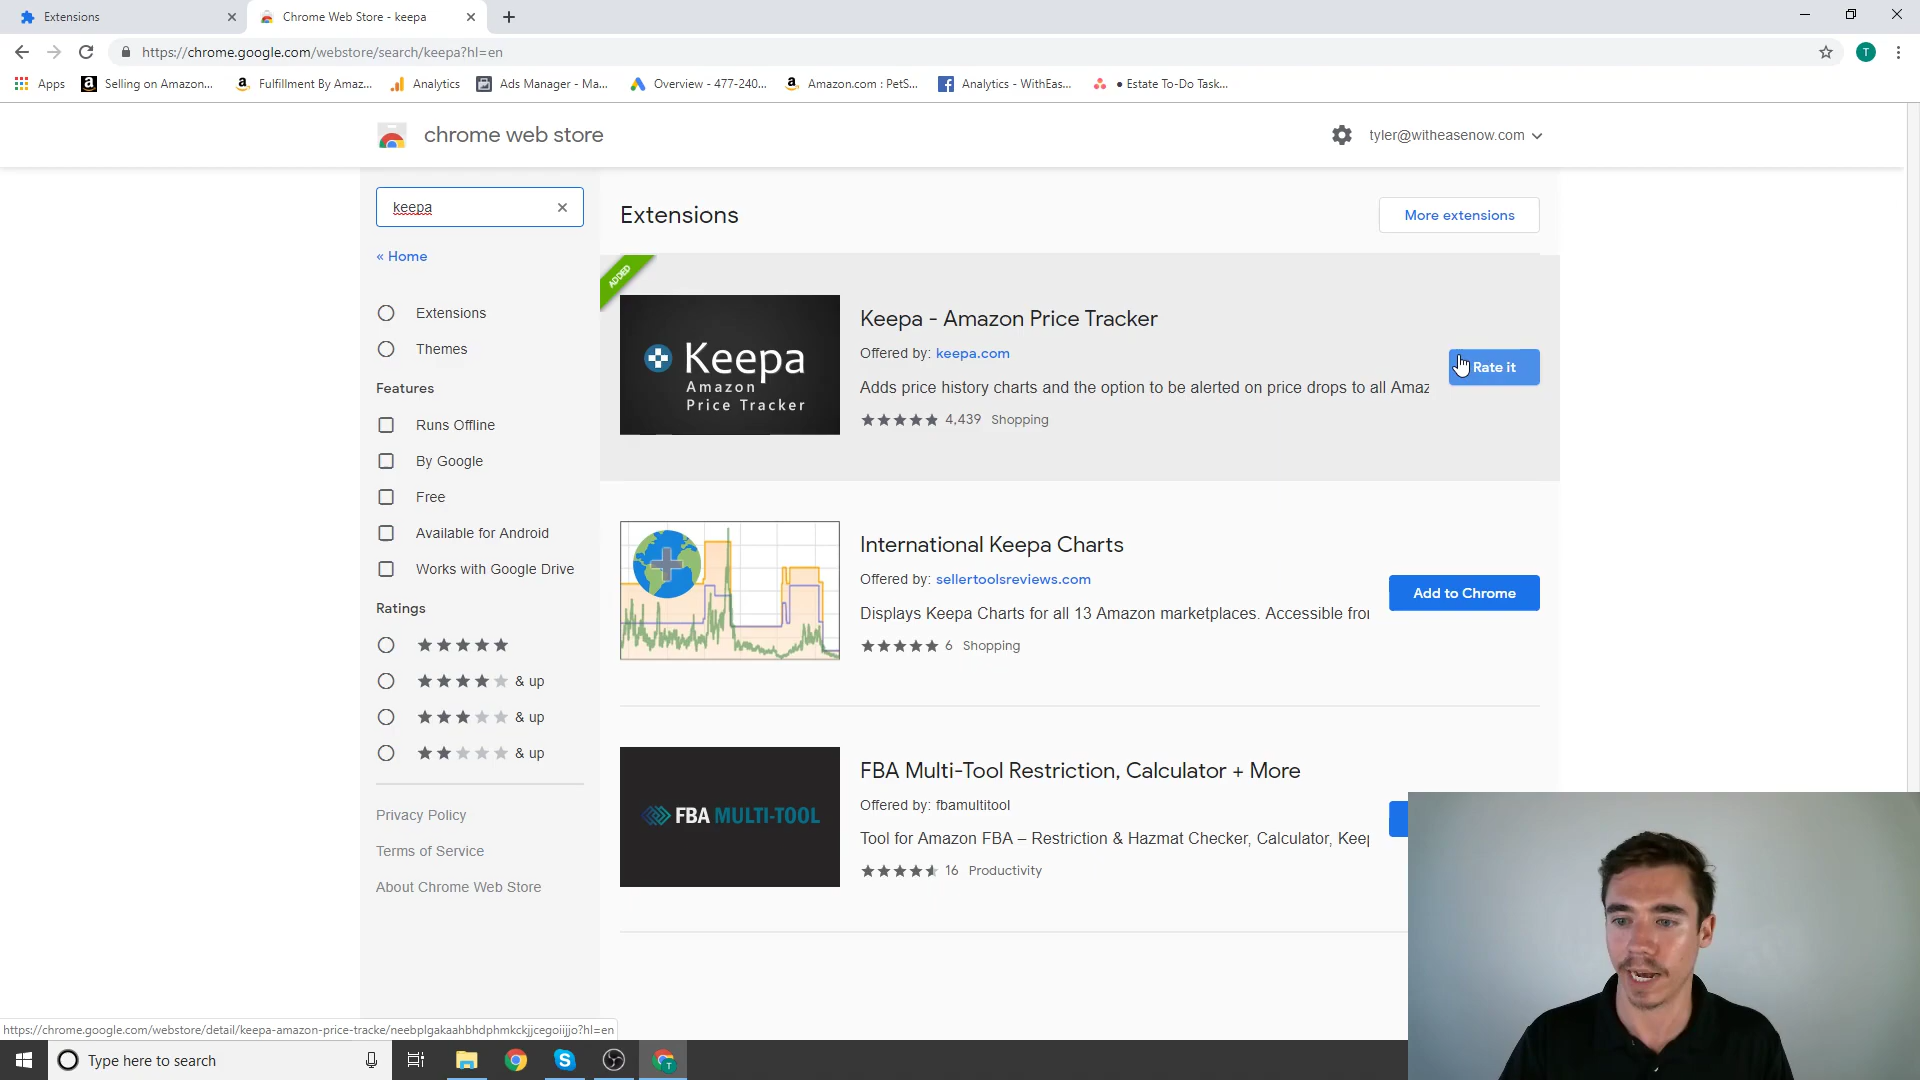 Extensions
Chrome Web Store - keepa
https://chrome.google.com/webstore/search/keepa?hl=en
T
Apps
Selling on Amazon...
Fulfillment By Amaz...
Analytics
Ads Manager - Ma...
Overview - 477-240...
Amazon.com : PetS...
Analytics - WithEas...
● Estate To-Do Task...
chrome web store
tyler@witheasenow.com
keepa
« Home
Extensions
Themes
Features
Runs Offline
By Google
Free
Available for Android
Works with Google Drive
Ratings
& up
& up
& up
Privacy Policy
Terms of Service
About Chrome Web Store
Extensions
More extensions
ADDED
Keepa
Amazon
Price Tracker
Keepa - Amazon Price Tracker
Offered by: keepa.com
Adds price history charts and the option to be alerted on price drops to all Amaz
4,439 Shopping
Rate it
International Keepa Charts
Offered by: sellertoolsreviews.com
Displays Keepa Charts for all 13 Amazon marketplaces. Accessible from
6 Shopping
Add to Chrome
FBA MULTI-TOOL
FBA Multi-Tool Restriction, Calculator + More
Offered by: fbamultitool
Tool for Amazon FBA – Restriction & Hazmat Checker, Calculator, Keep
16 Productivity
https://chrome.google.com/webstore/detail/keepa-amazon-price-tracke/neebplgakaahbhdphmkckjjcegoiijjo?hl=en
Type here to search
T